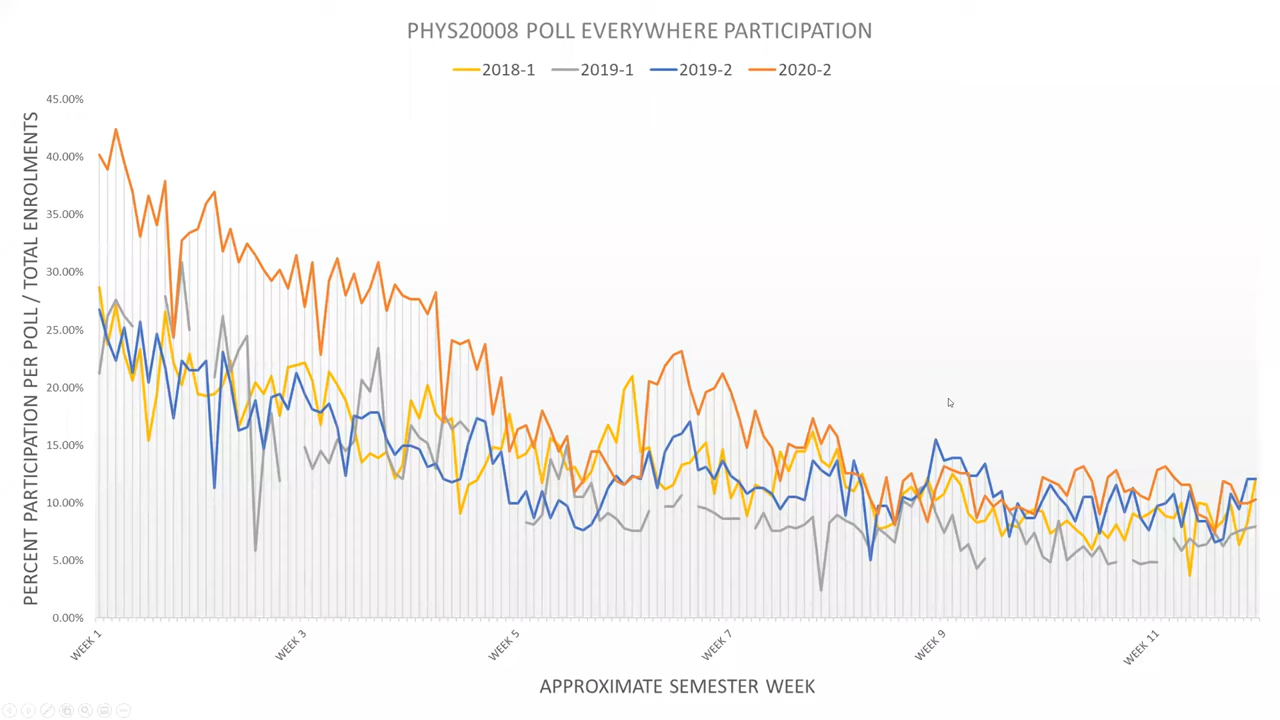 PHYS20008 POLL EVERYWHERE PARTICIPATION
2018-1 2019-1 2019-2 2020-2
PERCENT PARTICIPATION PER POLL / TOTAL ENROLMENTS
45.00%
40.00%
35.00%
30.00%
25.00%
20.00%
15.00%
10.00%
5.00%
0.00%
WEEK 1 WEEK 3 WEEK 5 WEEK 7 WEEK 9 WEEK 11
APPROXIMATE SEMESTER WEEK